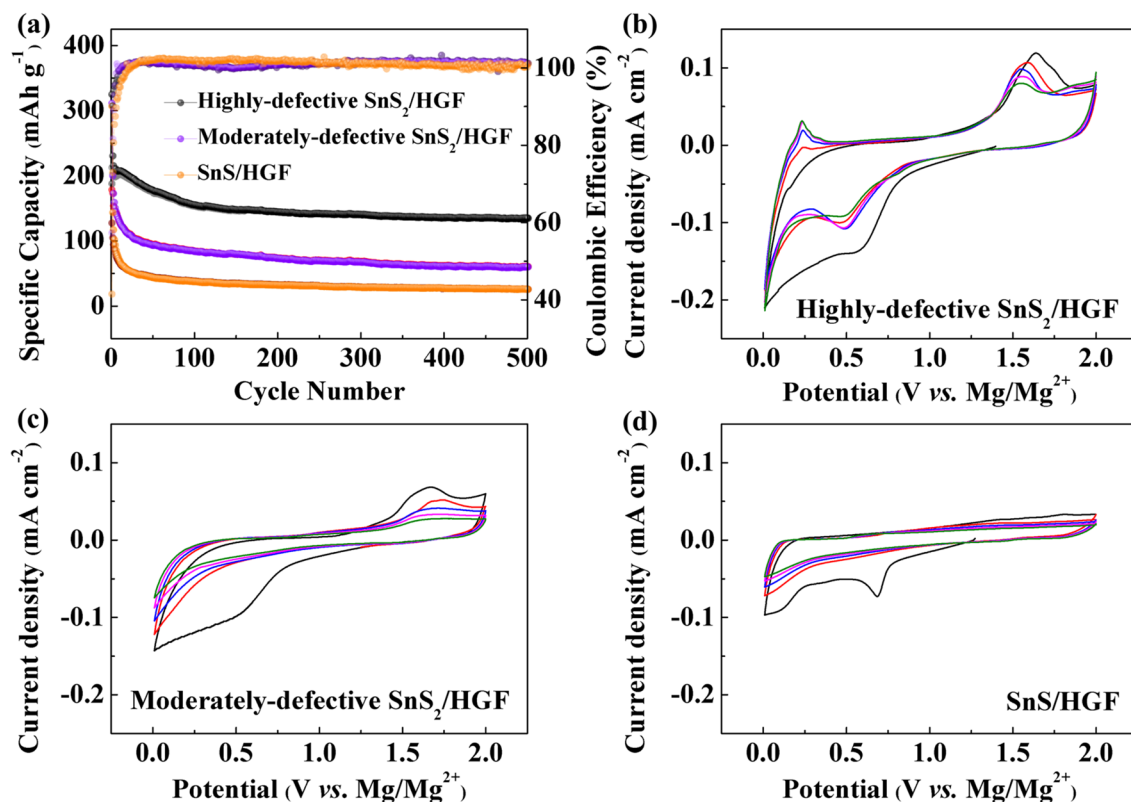 (a)
400
350
300
250
200
150
100
50
0
Specific Capacity (mAh g⁻¹)
100
80
60
40
Coulombic Efficiency (%)
Highly-defective SnS₂/HGF
Moderately-defective SnS₂/HGF
SnS/HGF
0 100 200 300 400 500
Cycle Number
(b)
0.1
0.0
-0.1
-0.2
Current density (mA cm⁻²)
Highly-defective SnS₂/HGF
0.0 0.5 1.0 1.5 2.0
Potential (V vs. Mg/Mg²⁺)
(c)
0.1
0.0
-0.1
-0.2
Current density (mA cm⁻²)
Moderately-defective SnS₂/HGF
0.0 0.5 1.0 1.5 2.0
Potential (V vs. Mg/Mg²⁺)
(d)
0.1
0.0
-0.1
-0.2
Current density (mA cm⁻²)
SnS/HGF
0.0 0.5 1.0 1.5 2.0
Potential (V vs. Mg/Mg²⁺)